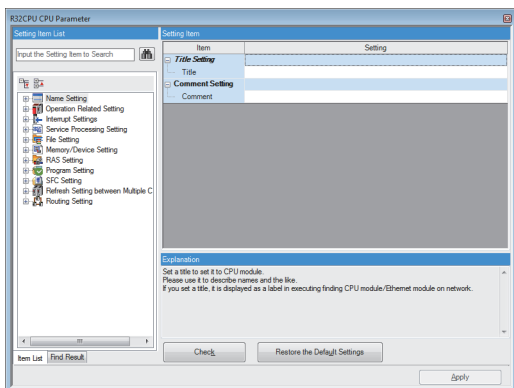 R32CPU CPU Parameter
Setting Item List
Input the Setting Item to Search
Name Setting
Operation Related Setting
Interrupt Settings
Service Processing Setting
File Setting
Memory/Device Setting
RAS Setting
Program Setting
SFC Setting
Refresh Setting between Multiple C
Routing Setting
Item List
Find Result
Setting Item
Item
Setting
Title Setting
Title
Comment Setting
Comment
Explanation
Set a title to set it to CPU module.
Please use it to describe names and the like.
If you set a title, it is displayed as a label in executing finding CPU module/Ethernet module on network.
Check
Restore the Default Settings
Apply